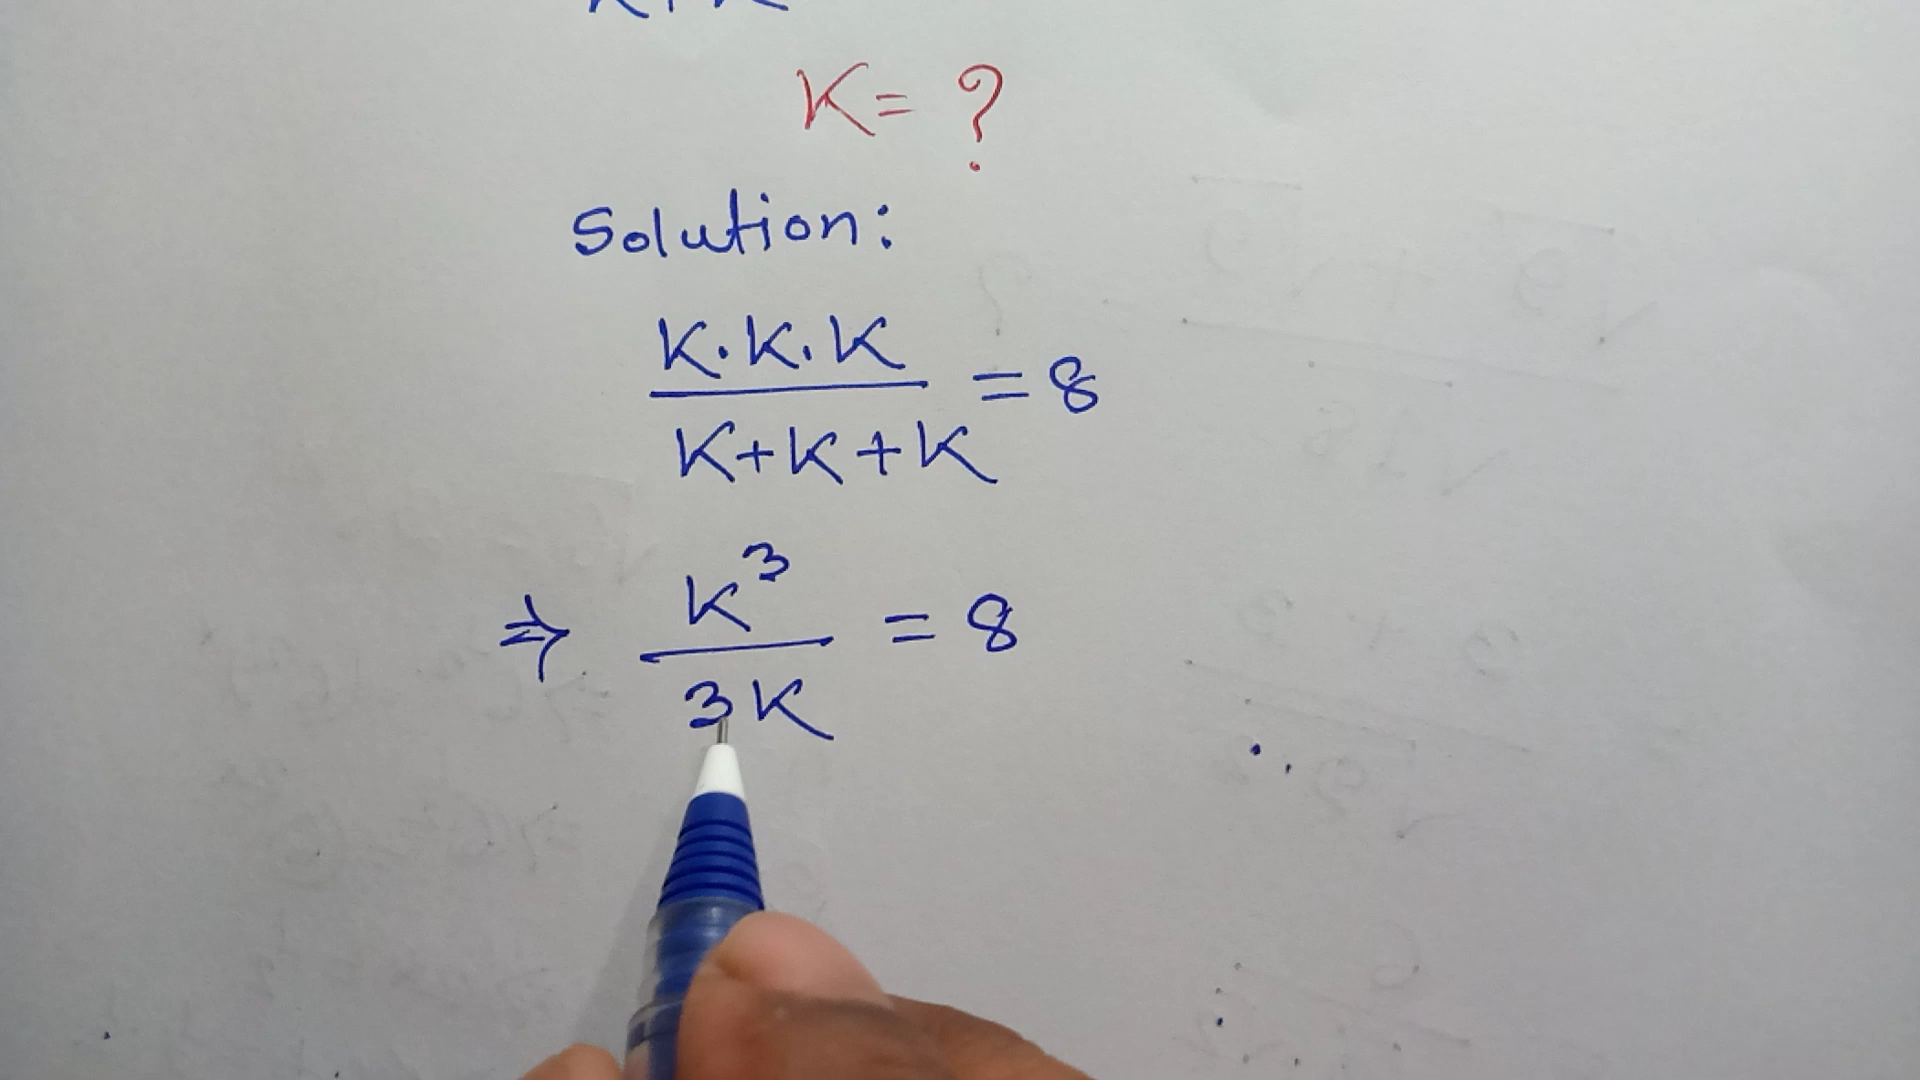 K = ?
Solution:
K.K.K
K+K+K
= 8
⇒ K³
3K
= 8